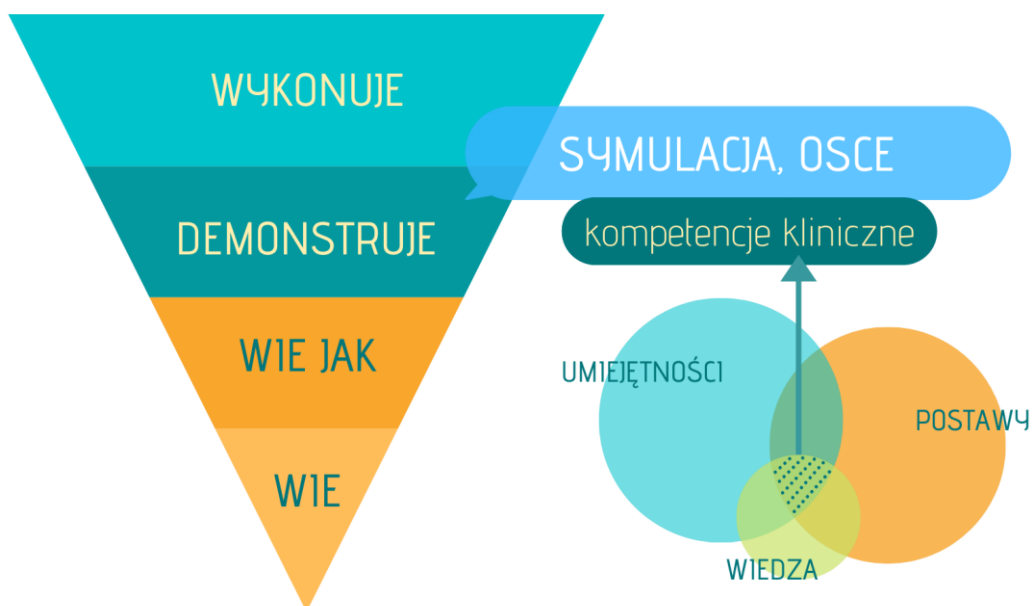 WYKONUJE
SYMULACJA, OSCE
DEMONSTRUJE
kompetencje kliniczne
WIE JAK
UMIEJĘTNOŚCI
POSTAWY
WIE
WIEDZA